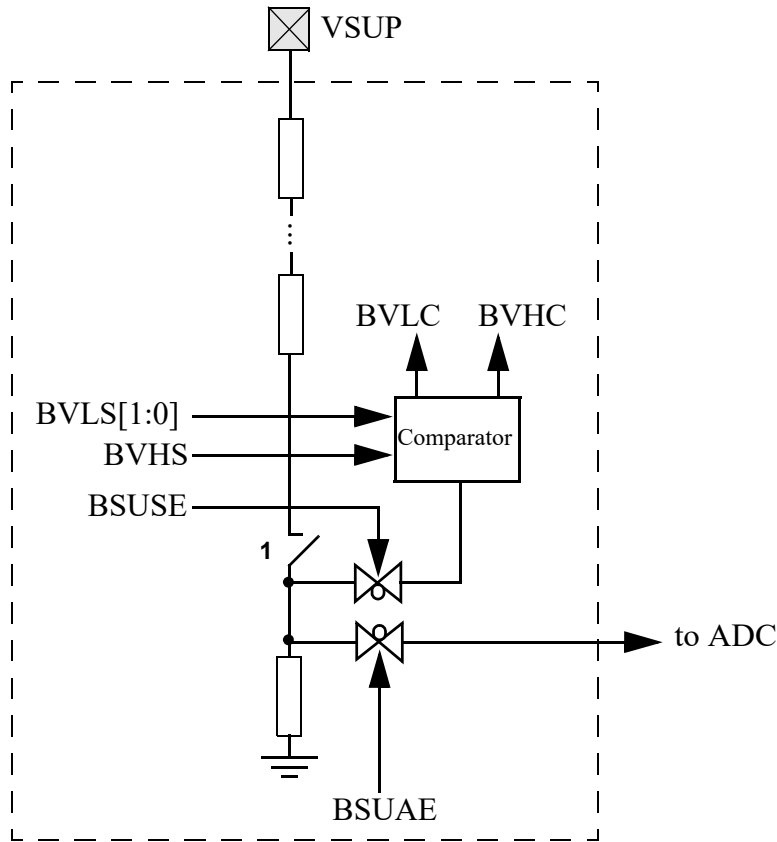 VSUP
BVLC
BVHC
BVLS[1:0]
Comparator
BVHS
BSUSE
1
to ADC
BSUAE